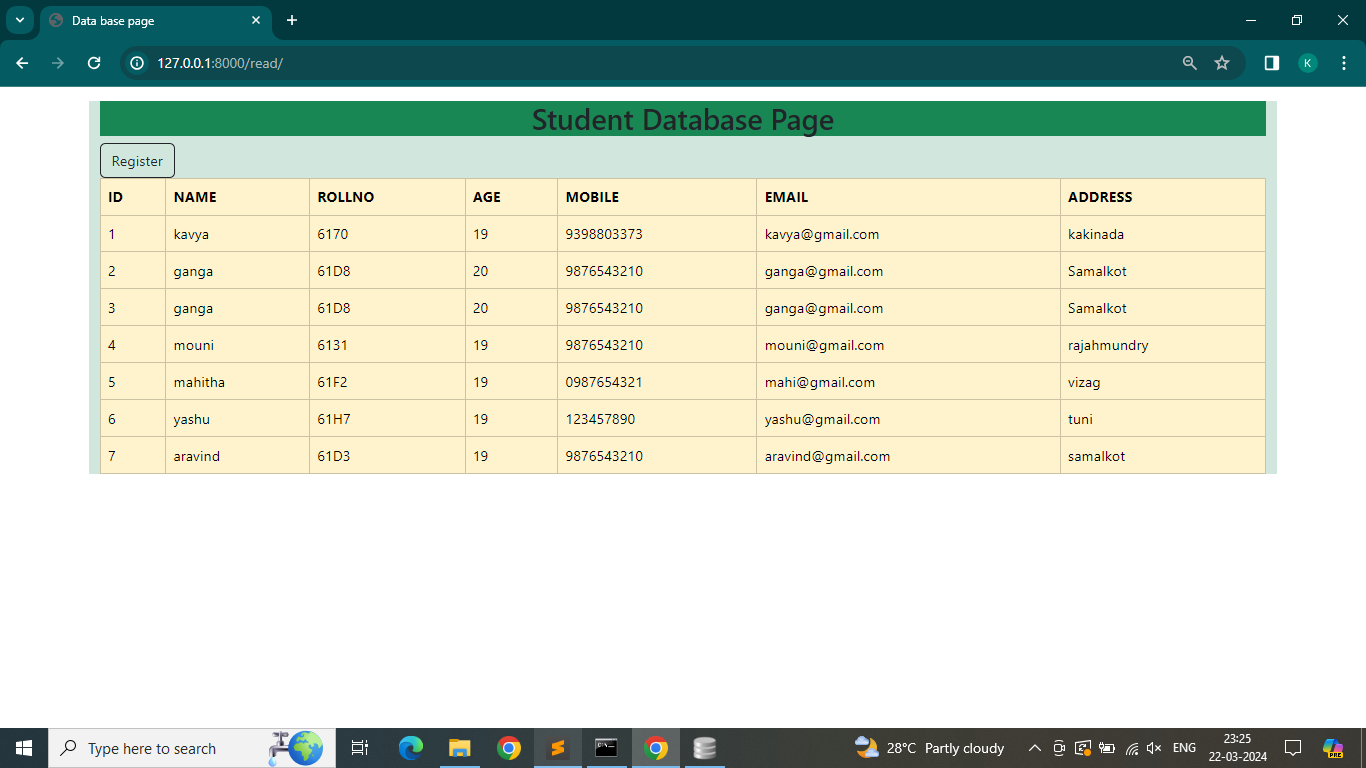 Data base page
127.0.0.1:8000/read/
K
Student Database Page
Register
ID NAME ROLLNO AGE MOBILE EMAIL ADDRESS
1 kavya 6170 19 9398803373 kavya@gmail.com kakinada
2 ganga 61D8 20 9876543210 ganga@gmail.com Samalkot
3 ganga 61D8 20 9876543210 ganga@gmail.com Samalkot
4 mouni 6131 19 9876543210 mouni@gmail.com rajahmundry
5 mahitha 61F2 19 0987654321 mahi@gmail.com vizag
6 yashu 61H7 19 123457890 yashu@gmail.com tuni
7 aravind 61D3 19 9876543210 aravind@gmail.com samalkot
Type here to search
28°C Partly cloudy
ENG
23:25
22-03-2024
PRE